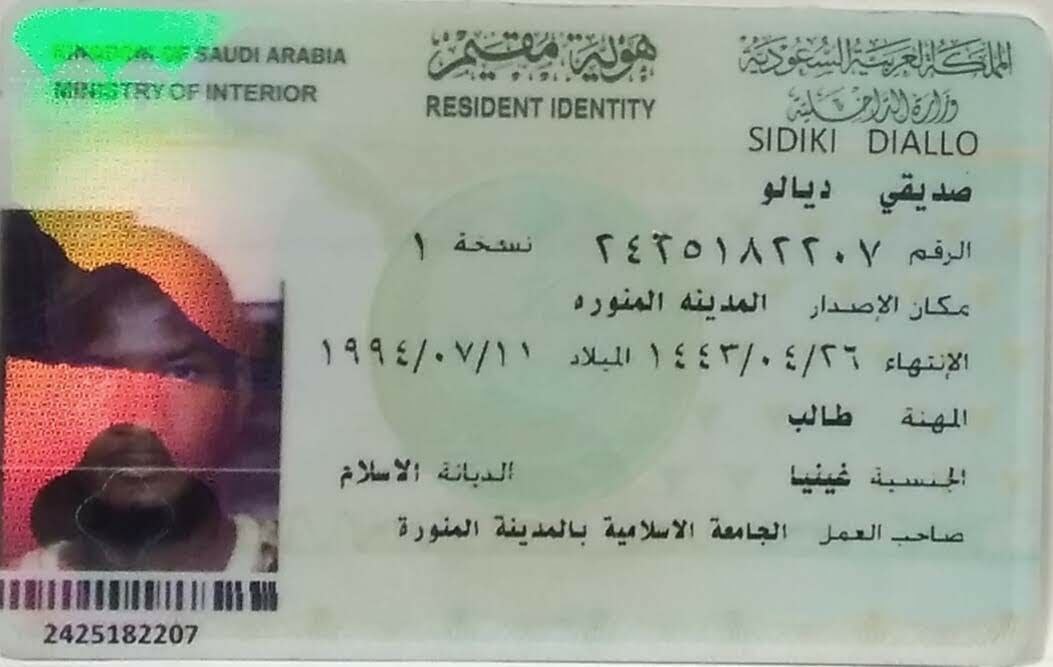 KINGDOM OF SAUDI ARABIA
MINISTRY OF INTERIOR
هوية مقيم
RESIDENT IDENTITY
المملكة العربية السعودية
وزارة الداخلية
SIDIKI DIALLO
صديقي ديالو
الرقم ٢٤٢٥١٨٢٢٠٧ نسخة ١
مكان الإصدار المدينه المنوره
الإنتهاء ١٤٤٣/٠٤/٢٦ الميلاد ١٩٩٤/٠٧/١١
المهنة طالب
الجنسية غينيا الديانة الاسلام
صاحب العمل الجامعة الاسلامية بالمدينة المنورة
2425182207